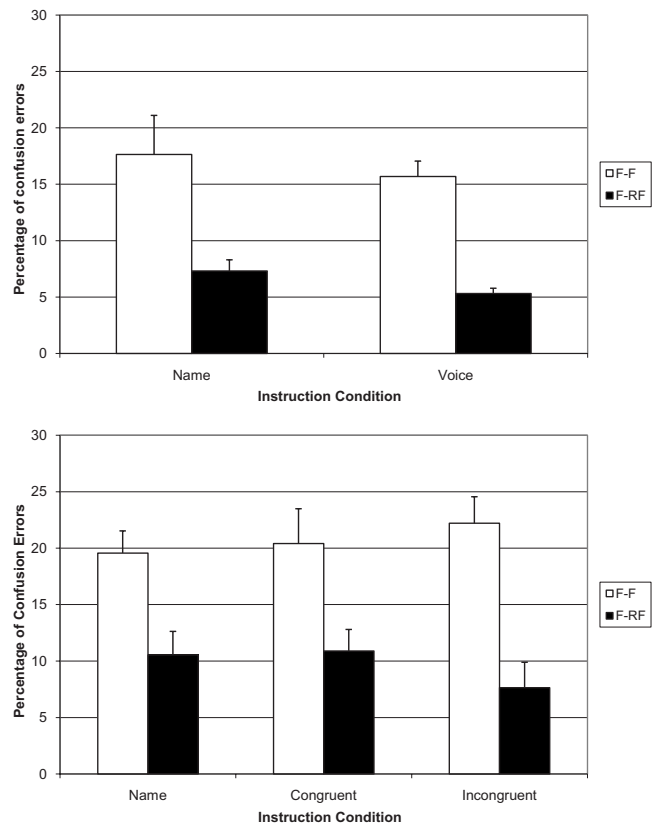 30
25
20
15
10
5
0
Percentage of confusion errors
Name Voice
Instruction Condition
F-F
F-RF
30
25
20
15
10
5
0
Percentage of Confusion Errors
Name Congruent Incongruent
Instruction Condition
F-F
F-RF